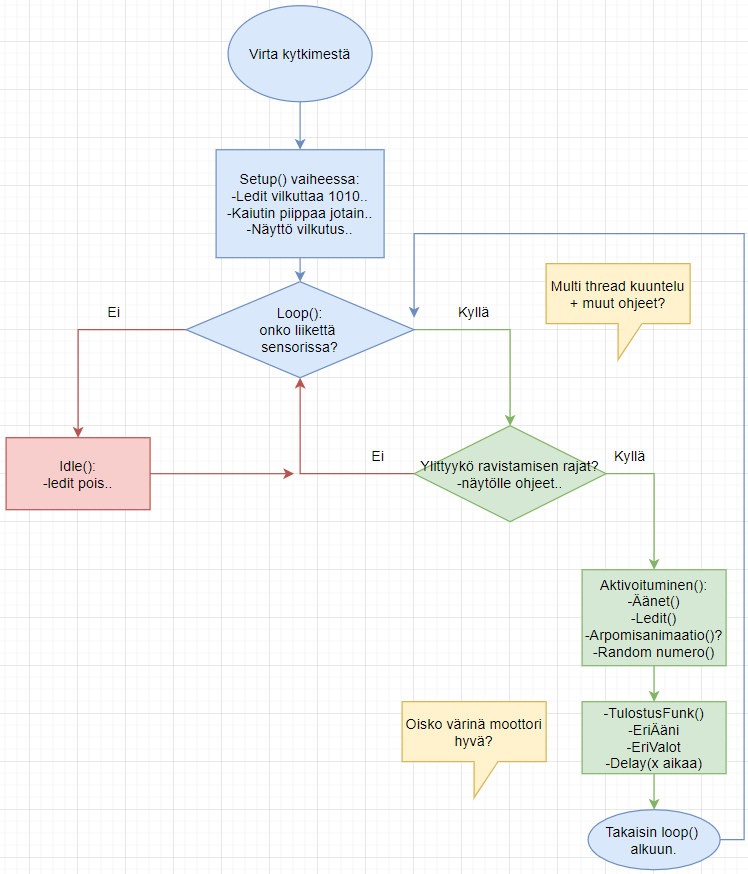 Virta kytkimestä
Setup() vaiheessa:
-Ledit vilkuttaa 1010..
-Kaiutin piippaa jotain..
-Näyttö vilkutus..
Multi thread kuuntelu
+ muut ohjeet?
Ei
Loop():
onko liikettä
sensorissa?
Kyllä
Idle():
-ledit pois..
Ei
Ylittyykö ravistamisen rajat?
-näytölle ohjeet..
Kyllä
Aktivoituminen():
-Äänet()
-Ledit()
-Arpomisanimaatio()?
-Random numero()
Oisko värinä moottori
hyvä?
-TulostusFunk()
-EriÄäni
-EriValot
-Delay(x aikaa)
Takaisin loop()
alkuun.